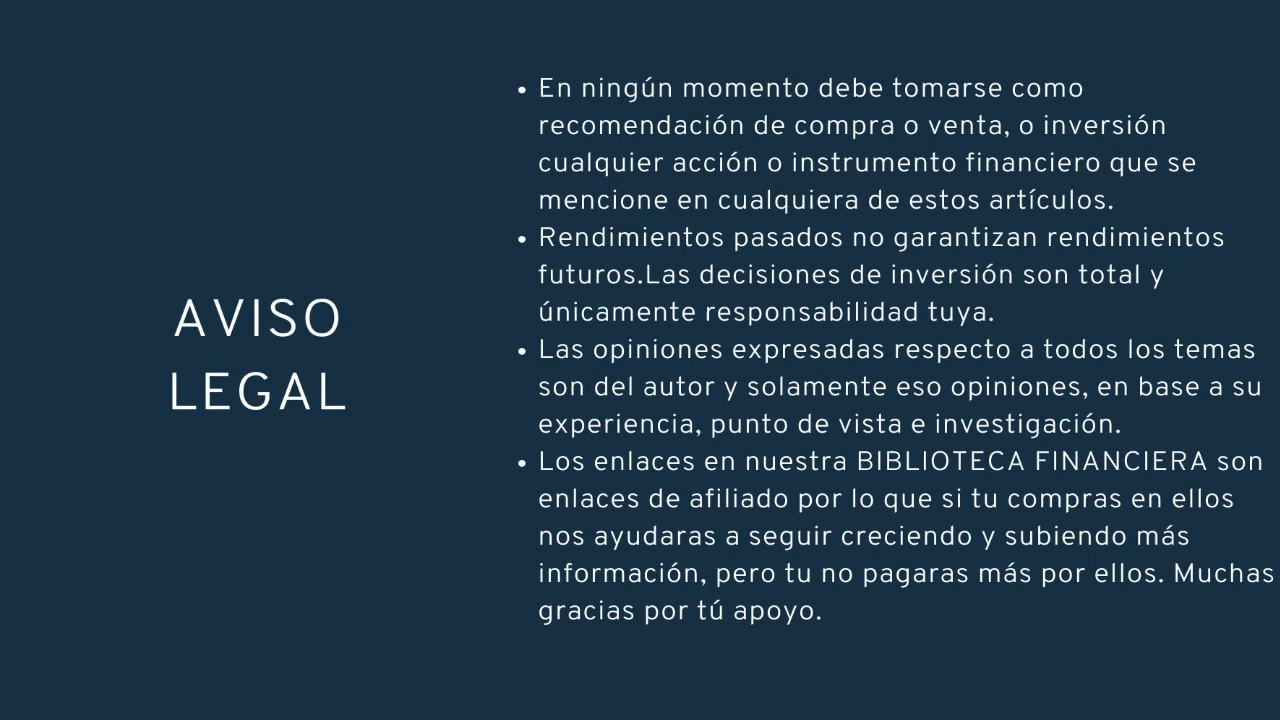 AVISO
LEGAL
• En ningún momento debe tomarse como
recomendación de compra o venta, o inversión
cualquier acción o instrumento financiero que se
mencione en cualquiera de estos artículos.
• Rendimientos pasados no garantizan rendimientos
futuros.Las decisiones de inversión son total y
únicamente responsabilidad tuya.
• Las opiniones expresadas respecto a todos los temas
son del autor y solamente eso opiniones, en base a su
experiencia, punto de vista e investigación.
• Los enlaces en nuestra BIBLIOTECA FINANCIERA son
enlaces de afiliado por lo que si tu compras en ellos
nos ayudaras a seguir creciendo y subiendo más
información, pero tu no pagaras más por ellos. Muchas
gracias por tú apoyo.